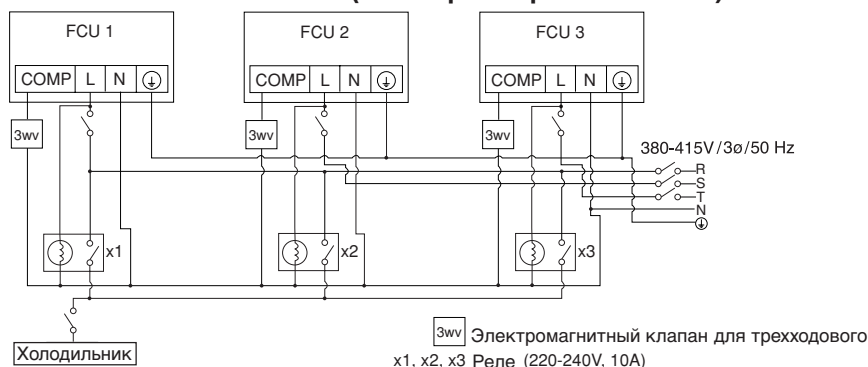 FCU 1 FCU 2 FCU 3
COMP L N COMP L N COMP L N
3wv 3wv 3wv
380-415V/3ø/50 Hz
R
S
T
N
x1 x2 x3
Холодильник
3wv Электромагнитный клапан для трехходового
x1, x2, x3 Реле (220-240V, 10A)